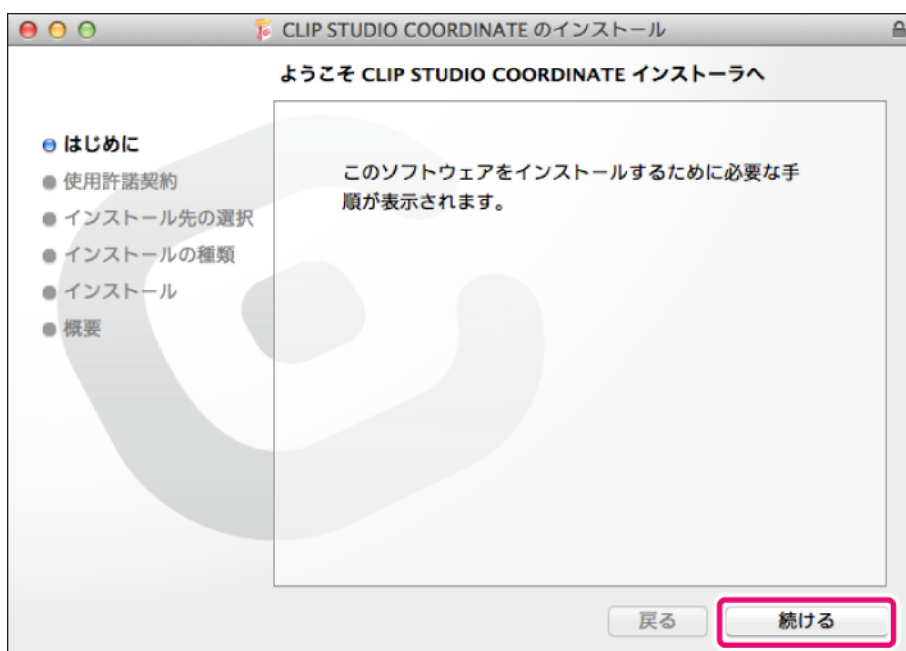 CLIP STUDIO COORDINATE のインストール
ようこそ CLIP STUDIO COORDINATE インストーラへ
はじめに
使用許諾契約
インストール先の選択
インストールの種類
インストール
概要
このソフトウェアをインストールするために必要な手
順が表示されます。
戻る
続ける